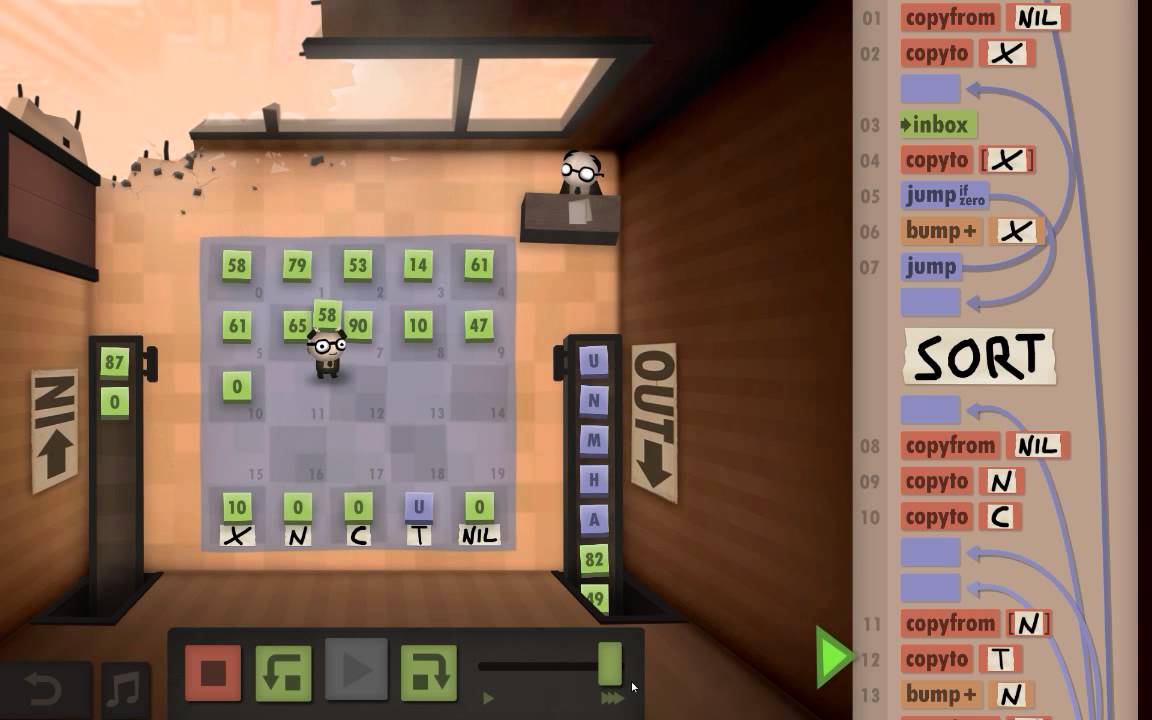 01 copyfrom NIL
02 copyto X
03 inbox
04 copyto [X]
05 jump if zero
06 bump+ X
07 jump
SORT
08 copyfrom NIL
09 copyto N
10 copyto C
11 copyfrom [N]
12 copyto T
13 bump+ N
58 79 53 14 61
0 1 2 3 4
58
61 65 90 10 47
5 7 8 9
0
10 11 12 13 14
15 16 17 18 19
10 0 0 U 0
X N C T NIL
87
0
IN
U
N
M
H
A
82
49
OUT